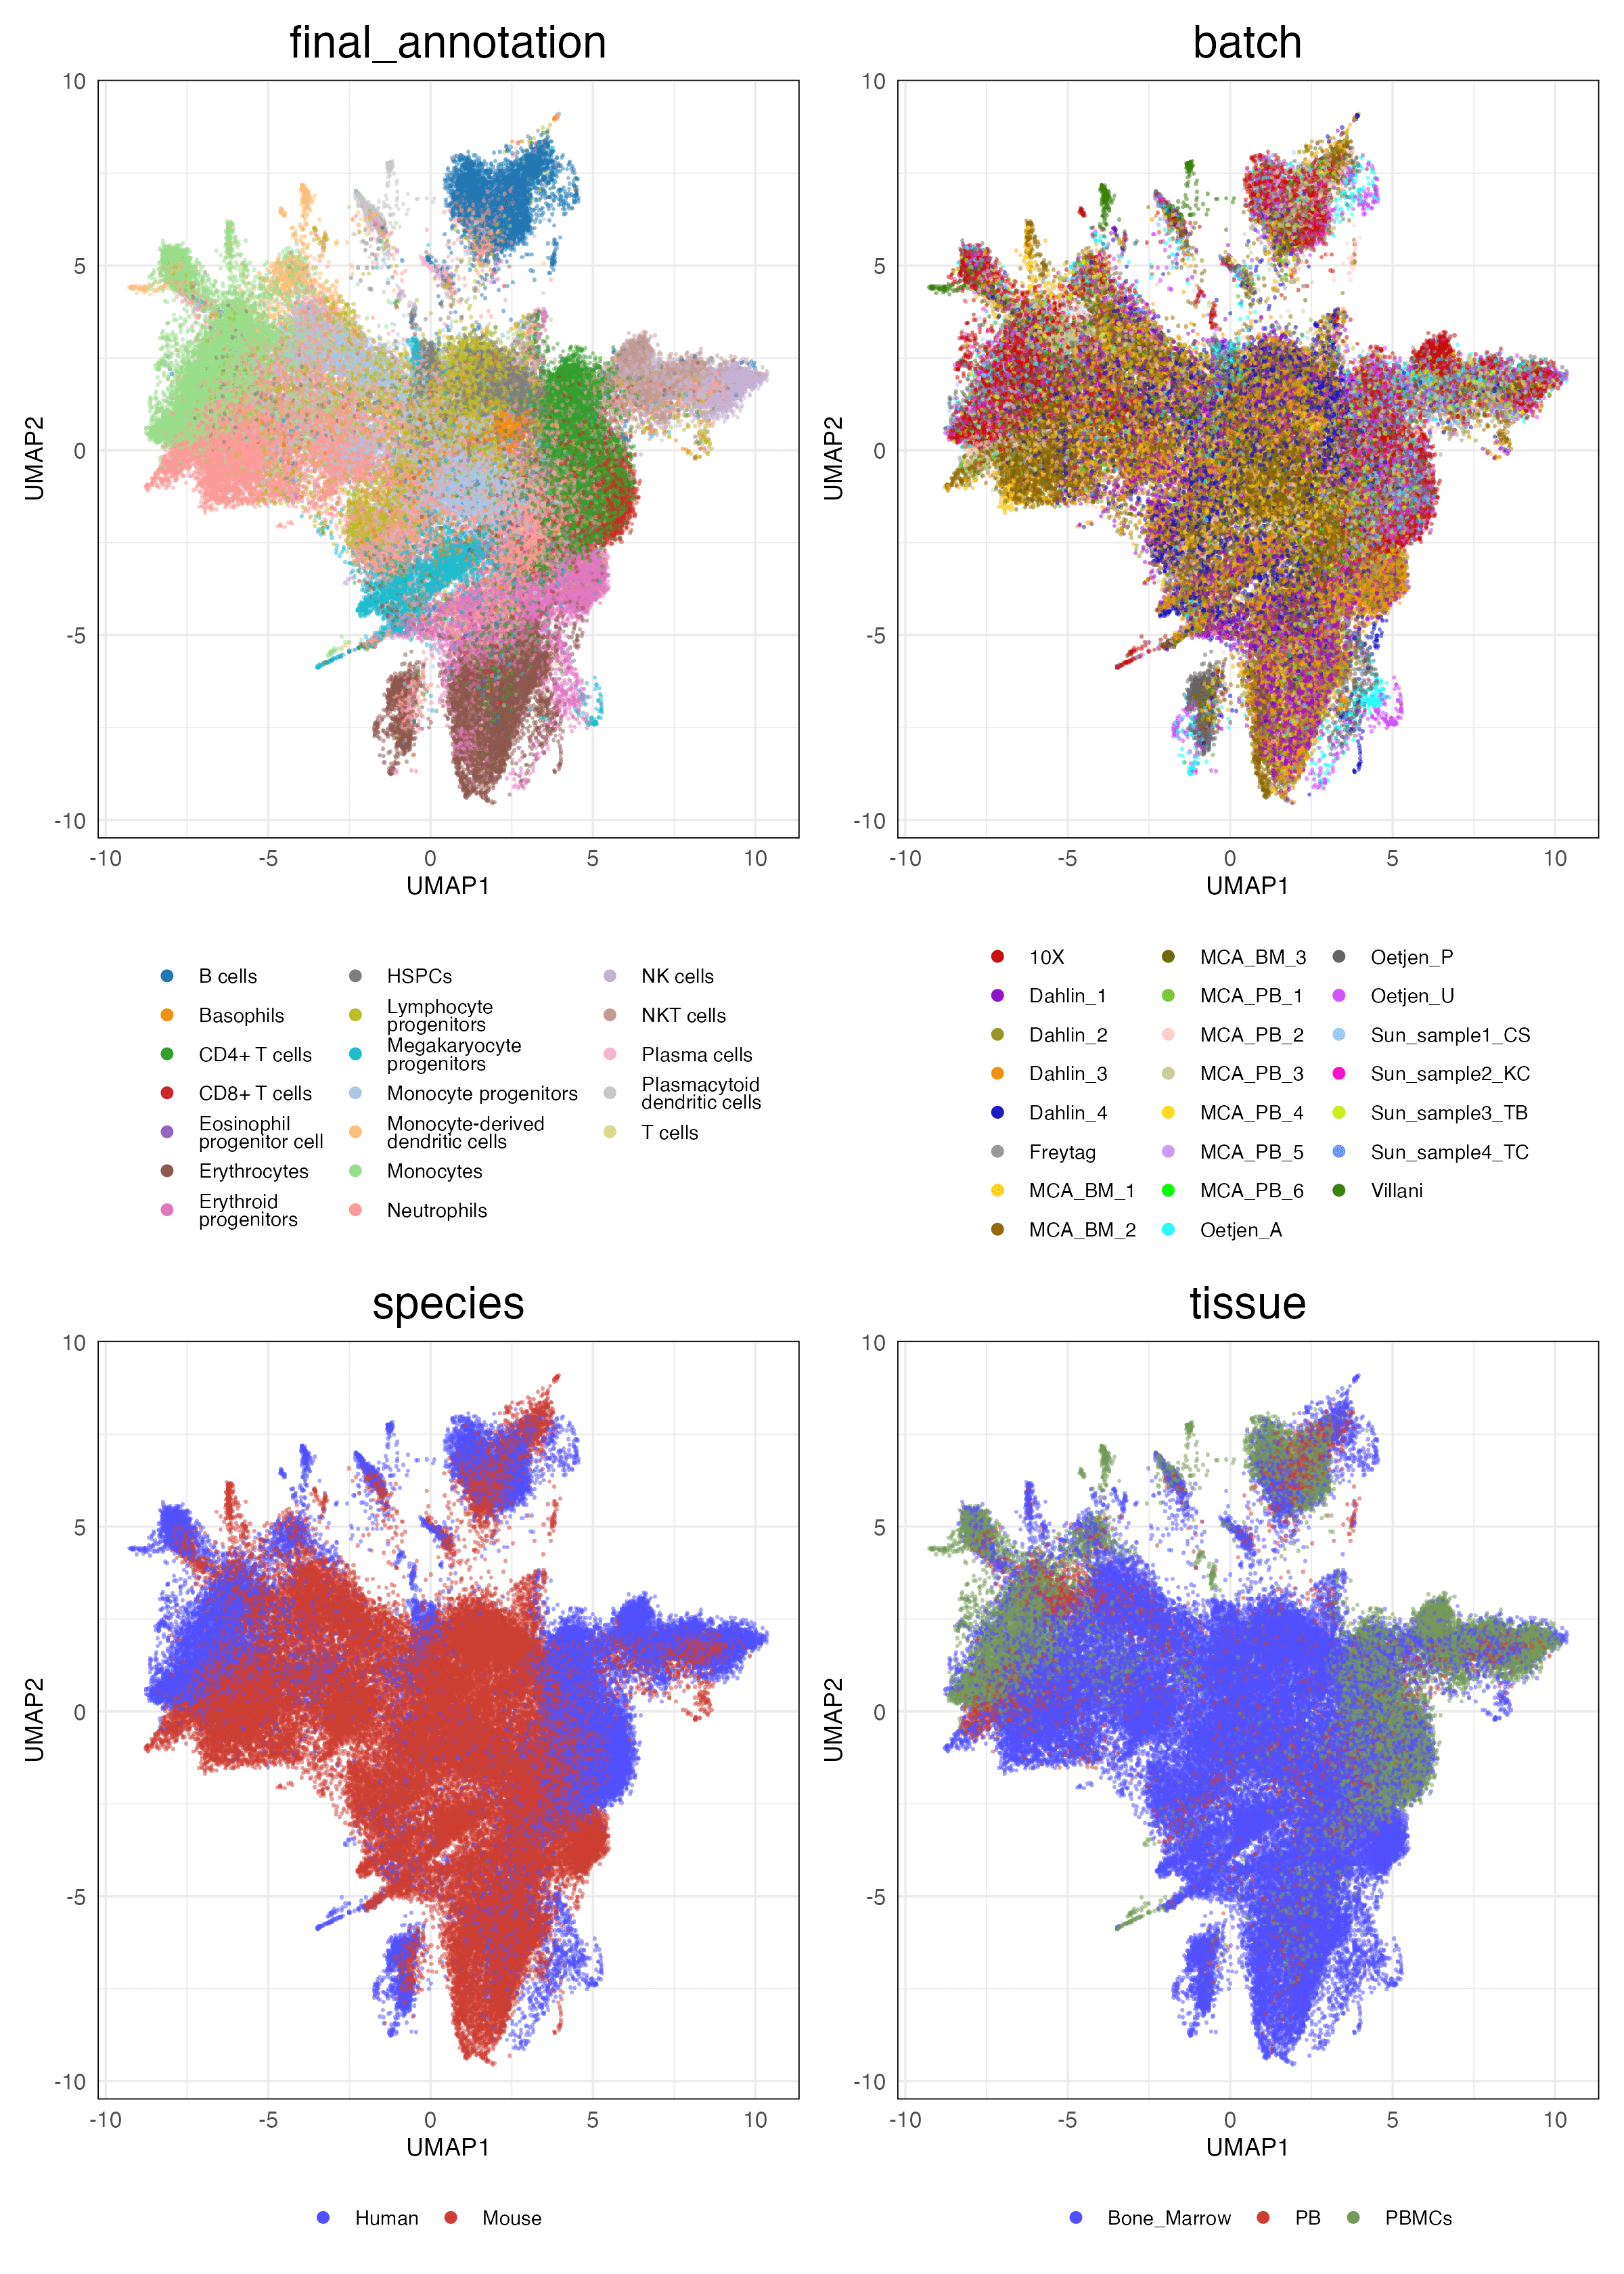 final_annotation
batch
10
5
0
-5
-10
UMAP2
-10
-5
0
5
10
UMAP1
10
5
0
-5
-10
UMAP2
-10
-5
0
5
10
UMAP1
B cells
Basophils
CD4+ T cells
CD8+ T cells
Eosinophil
progenitor cell
Erythrocytes
Erythroid
progenitors
HSPCs
Lymphocyte
progenitors
Megakaryocyte
progenitors
Monocyte progenitors
Monocyte-derived
dendritic cells
Monocytes
Neutrophils
NK cells
NKT cells
Plasma cells
Plasmacytoid
dendritic cells
T cells
10X
Dahlin_1
Dahlin_2
Dahlin_3
Dahlin_4
Freytag
MCA_BM_1
MCA_BM_2
MCA_BM_3
MCA_PB_1
MCA_PB_2
MCA_PB_3
MCA_PB_4
MCA_PB_5
MCA_PB_6
Oetjen_A
Oetjen_P
Oetjen_U
Sun_sample1_CS
Sun_sample2_KC
Sun_sample3_TB
Sun_sample4_TC
Villani
species
tissue
10
5
0
-5
-10
UMAP2
-10
-5
0
5
10
UMAP1
10
5
0
-5
-10
UMAP2
-10
-5
0
5
10
UMAP1
Human
Mouse
Bone_Marrow
PB
PBMCs